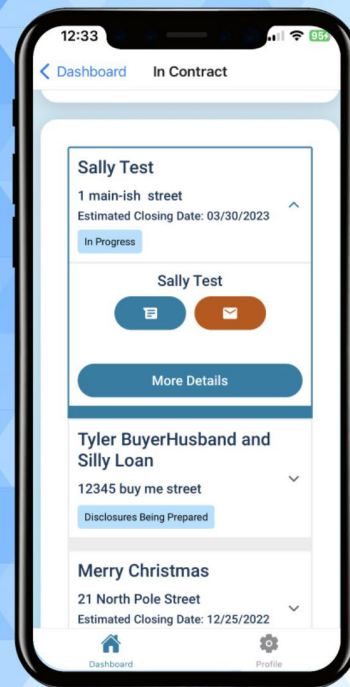 12:33
95+
Dashboard In Contract
Sally Test
1 main-ish street
Estimated Closing Date: 03/30/2023
In Progress
Sally Test
More Details
Tyler BuyerHusband and
Silly Loan
12345 buy me street
Disclosures Being Prepared
Merry Christmas
21 North Pole Street
Estimated Closing Date: 12/25/2022
Dashboard Profile